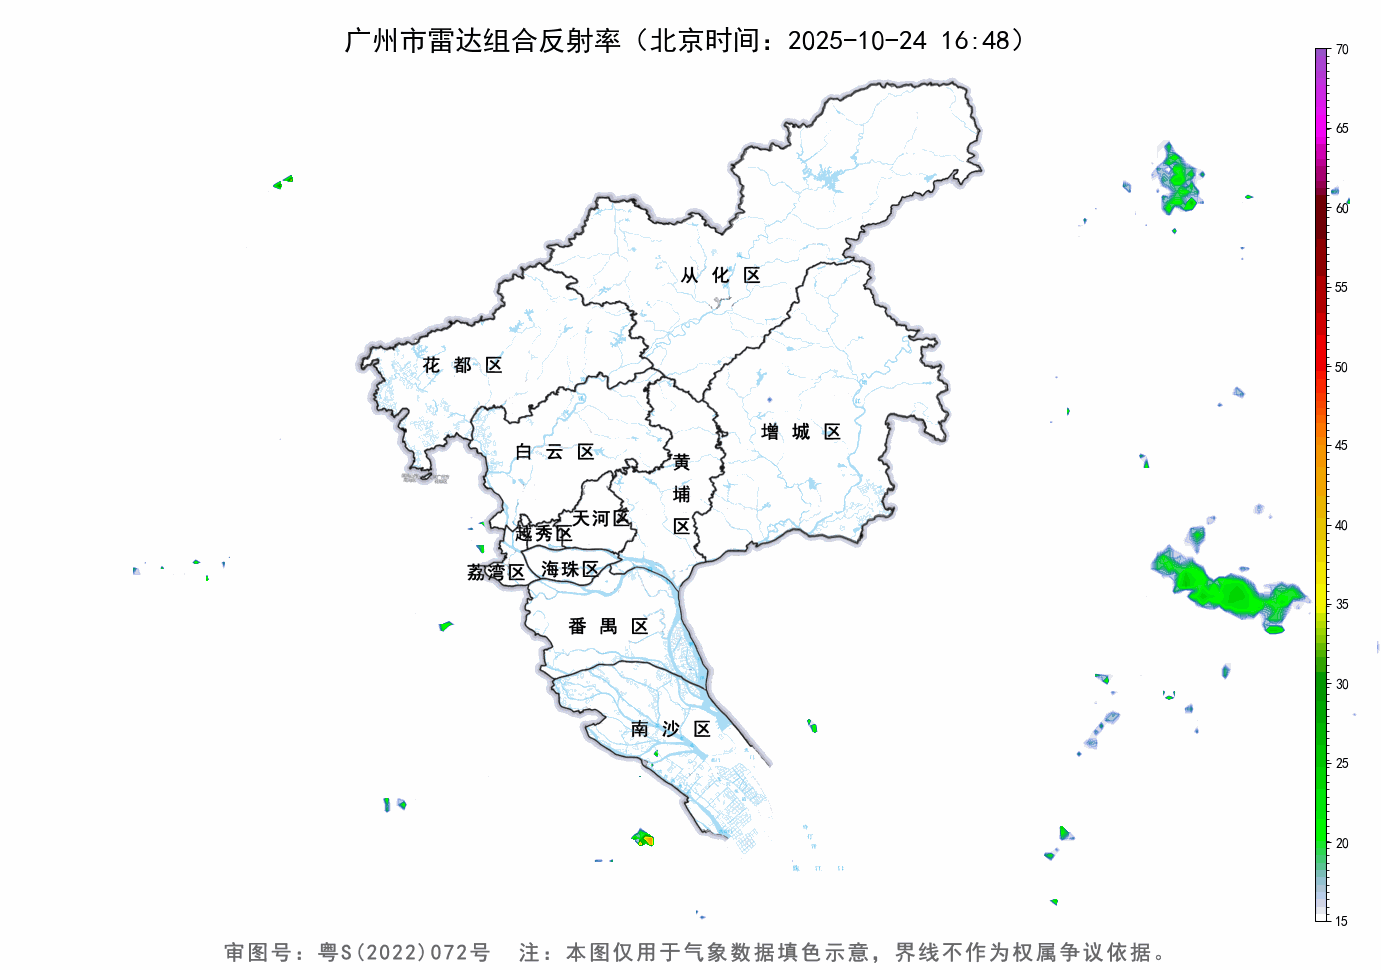 广州市雷达组合反射率（北京时间：2025-10-24 16:48）
70
65
60
55
50
45
40
35
30
25
20
15
从化区
花都区
增城区
白云区
黄埔区
天河区
越秀区
荔湾区
海珠区
番禺区
南沙区
审图号：粤S(2022)072号 注：本图仅用于气象数据填色示意，界线不作为权属争议依据。